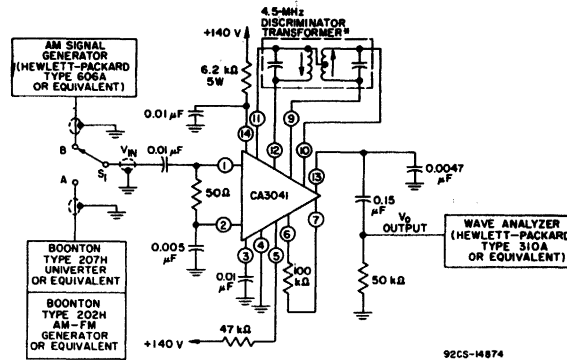 4.5-MHz
DISCRIMINATOR
TRANSFORMER*
+140 V
AM SIGNAL
GENERATOR
(HEWLETT-PACKARD
TYPE 606A
OR EQUIVALENT)
6.2 kΩ
5W
0.01 µF
14
11
12
9
10
13
B
S1
VIN
0.01 µF
A
1
50Ω
2
CA3041
0.005
µF
3
4
5
6
7
0.01
µF
100
kΩ
0.0047
µF
0.15
µF
VO
OUTPUT
50 kΩ
WAVE ANALYZER
(HEWLETT-PACKARD
TYPE 310A
OR EQUIVALENT)
BOONTON
TYPE 207H
UNIVERTER
OR EQUIVALENT
BOONTON
TYPE 202H
AM-FM
GENERATOR
OR EQUIVALENT
+140 V
47 kΩ
92CS-14874